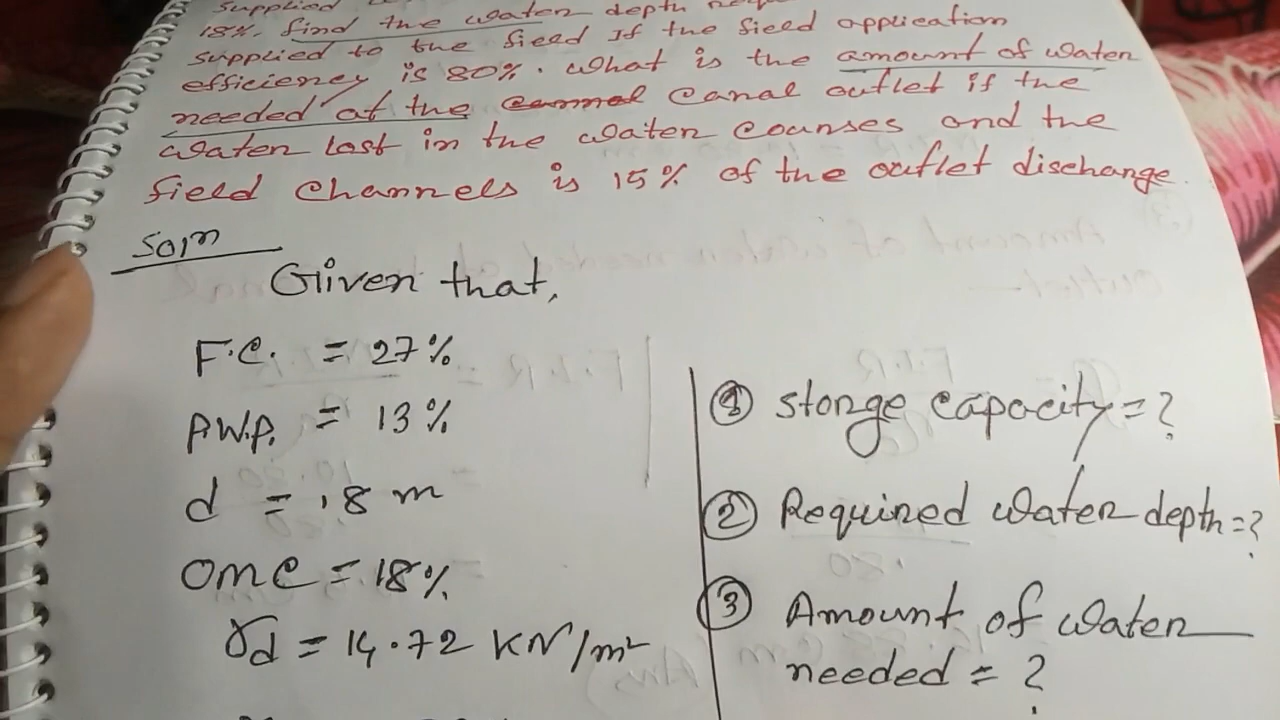 Supplied
18%. find the water depth
supplied to the field If the field application
efficiency is 80%. What is the amount of water
needed at the canal outlet if the
water lost in the water courses and the
field channels is 15% of the outlet discharge.
Soln
Given that,
F.C. = 27%
P.W.P. = 13%
d = .8 m
OMC = 18%
γd = 14.72 KN/m²
① Storge capacity = ?
② Required water depth = ?
③ Amount of water
needed = ?